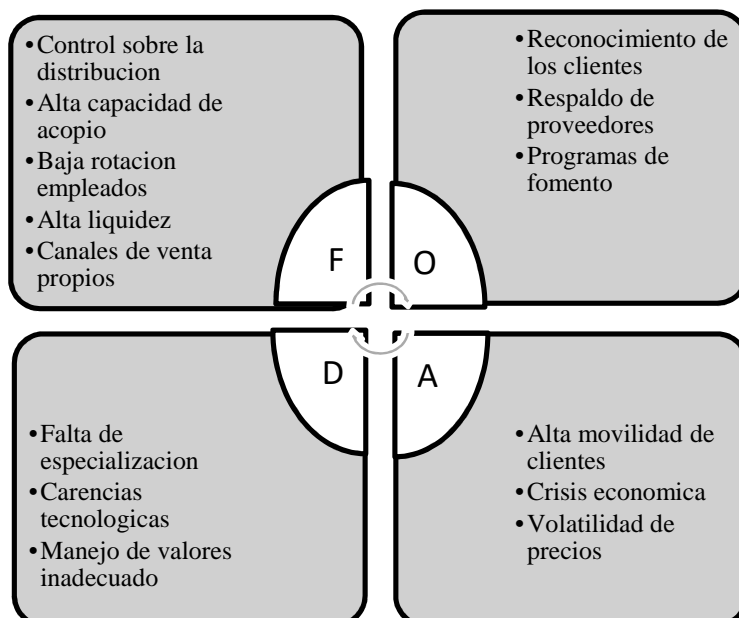 •Control sobre la
distribucion
•Alta capacidad de
acopio
•Baja rotacion
empleados
•Alta liquidez
•Canales de venta
propios
F
•Reconocimiento de
los clientes
•Respaldo de
proveedores
•Programas de
fomento
O
D
•Falta de
especializacion
•Carencias
tecnologicas
•Manejo de valores
inadecuado
A
•Alta movilidad de
clientes
•Crisis economica
•Volatilidad de
precios